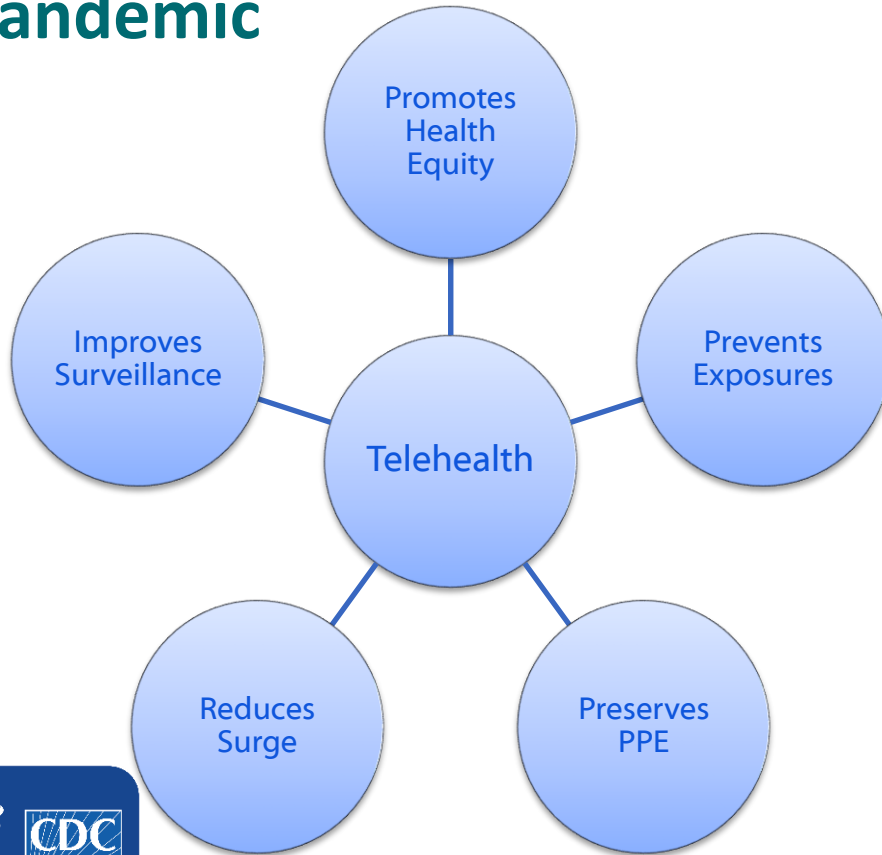 andemic
Promotes
Health
Equity
Improves
Surveillance
Prevents
Exposures
Telehealth
Reduces
Surge
Preserves
PPE
CDC